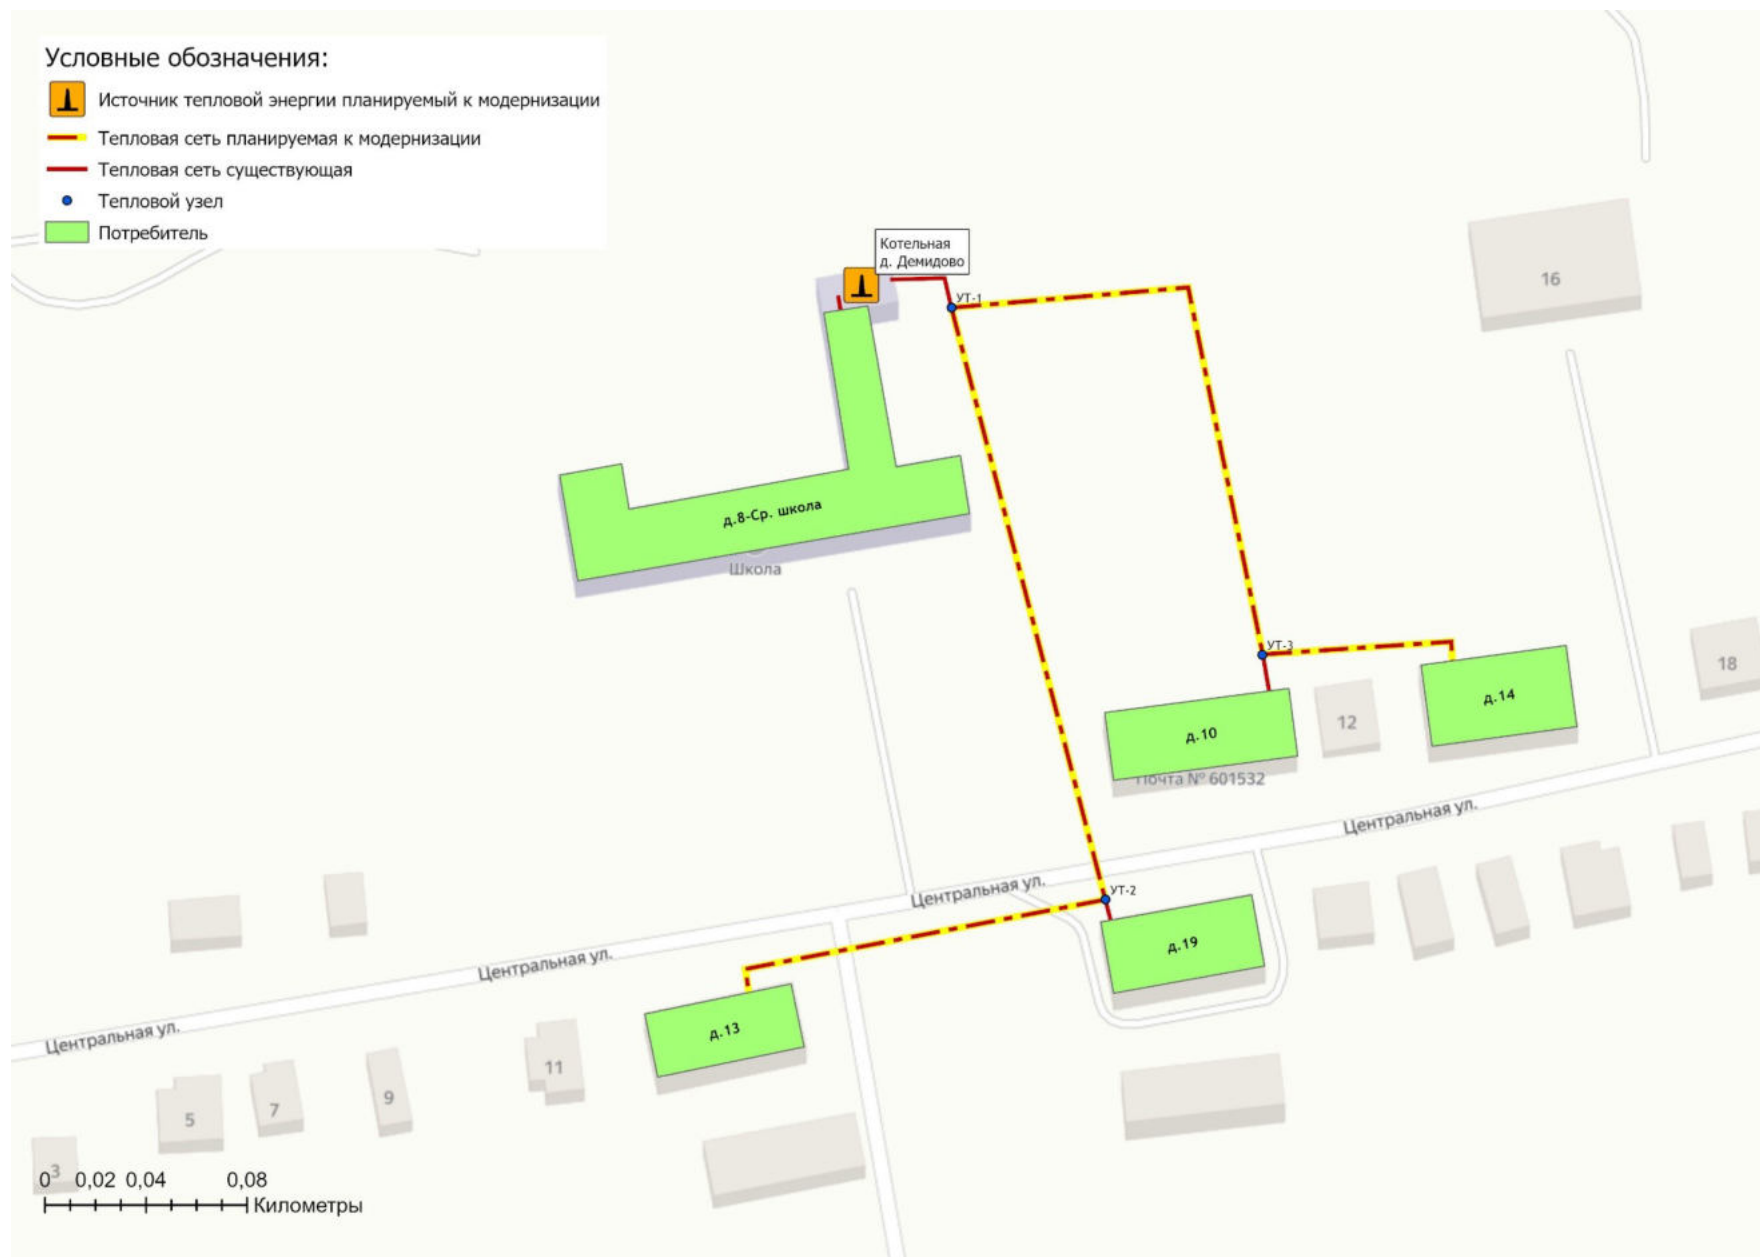 Условные обозначения:
Источник тепловой энергии планируемый к модернизации
Тепловая сеть планируемая к модернизации
Тепловая сеть существующая
Тепловой узел
Потребитель
Котельная
д. Демидово
УТ-1
16
д.8-Ср. школа
Школа
УТ-3
18
д.14
12
д.10
Почта № 601532
Центральная ул.
УТ-2
Центральная ул.
д.19
Центральная ул.
д.13
Центральная ул.
11
9
7
5
3
0 0,02 0,04 0,08
Километры